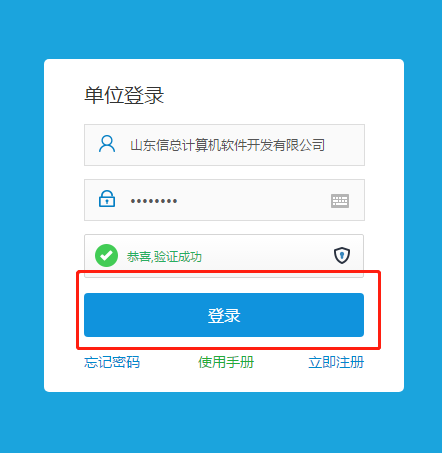 单位登录
山东信总计算机软件开发有限公司
••••••••
恭喜,验证成功
登录
忘记密码 使用手册 立即注册